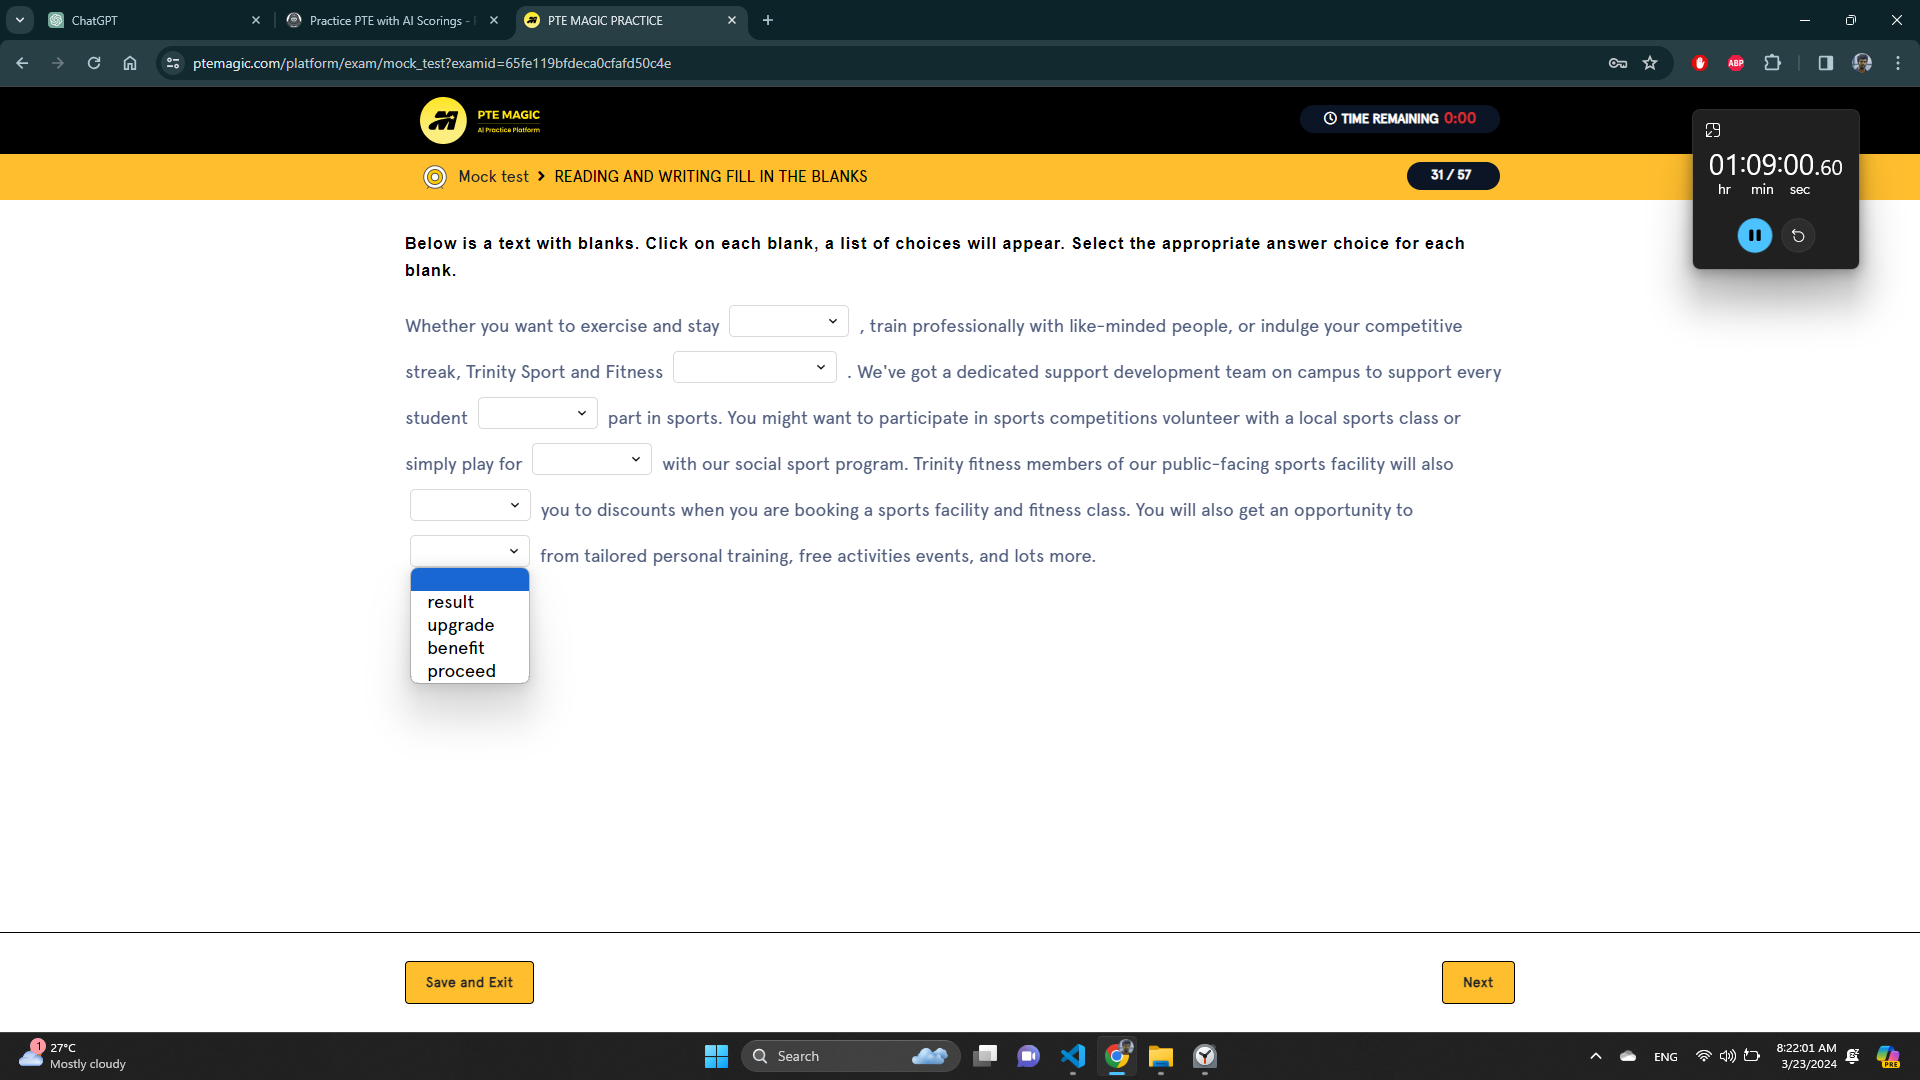 ChatGPT
Practice PTE with AI Scorings -
PTE MAGIC PRACTICE
ptemagic.com/platform/exam/mock_test?examid=65fe119bfdeca0cfafd50c4e
ABP
PTE MAGIC
AI Practice Platform
TIME REMAINING 0:00
01:09:00.60
hr min sec
Mock test > READING AND WRITING FILL IN THE BLANKS
31 / 57
Below is a text with blanks. Click on each blank, a list of choices will appear. Select the appropriate answer choice for each
blank.
Whether you want to exercise and stay , train professionally with like-minded people, or indulge your competitive
streak, Trinity Sport and Fitness . We've got a dedicated support development team on campus to support every
student part in sports. You might want to participate in sports competitions volunteer with a local sports class or
simply play for with our social sport program. Trinity fitness members of our public-facing sports facility will also
you to discounts when you are booking a sports facility and fitness class. You will also get an opportunity to
from tailored personal training, free activities events, and lots more.
result
upgrade
benefit
proceed
Save and Exit
Next
1
27°C
Mostly cloudy
Search
ENG
8:22:01 AM
3/23/2024
PRE